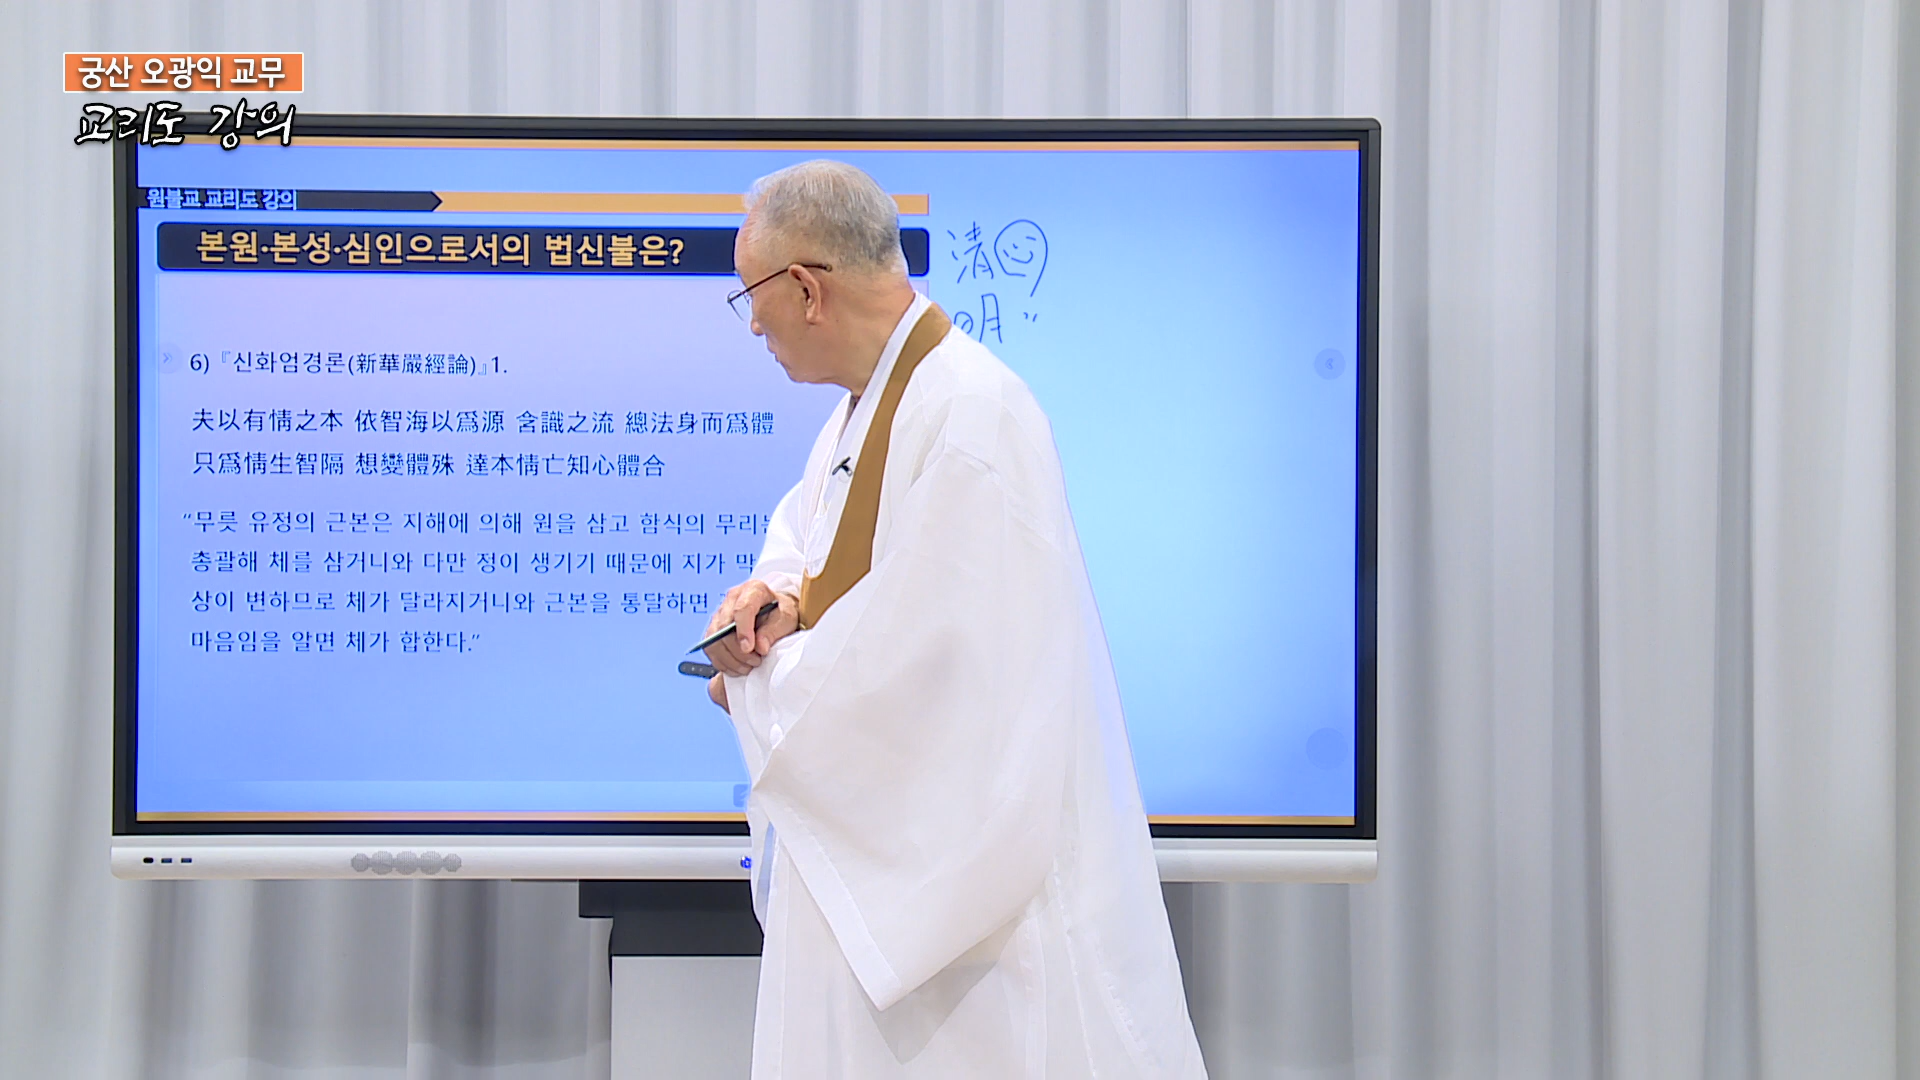 궁산 오광익 교무
교리도 강의
원불교 교리도 강의
본원·본성·심인으로서의 법신불은?
淸心
明〃
6)『신화엄경론(新華嚴經論)』1.
夫以有情之本 依智海以爲源 含識之流 總法身而爲體
只爲情生智隔 想變體殊 達本情亡知心體合
“무릇 유정의 근본은 지해에 의해 원을 삼고 함식의 무리는
총괄해 체를 삼거니와 다만 정이 생기기 때문에 지가 막
상이 변하므로 체가 달라지거니와 근본을 통달하면
마음임을 알면 체가 합한다.”